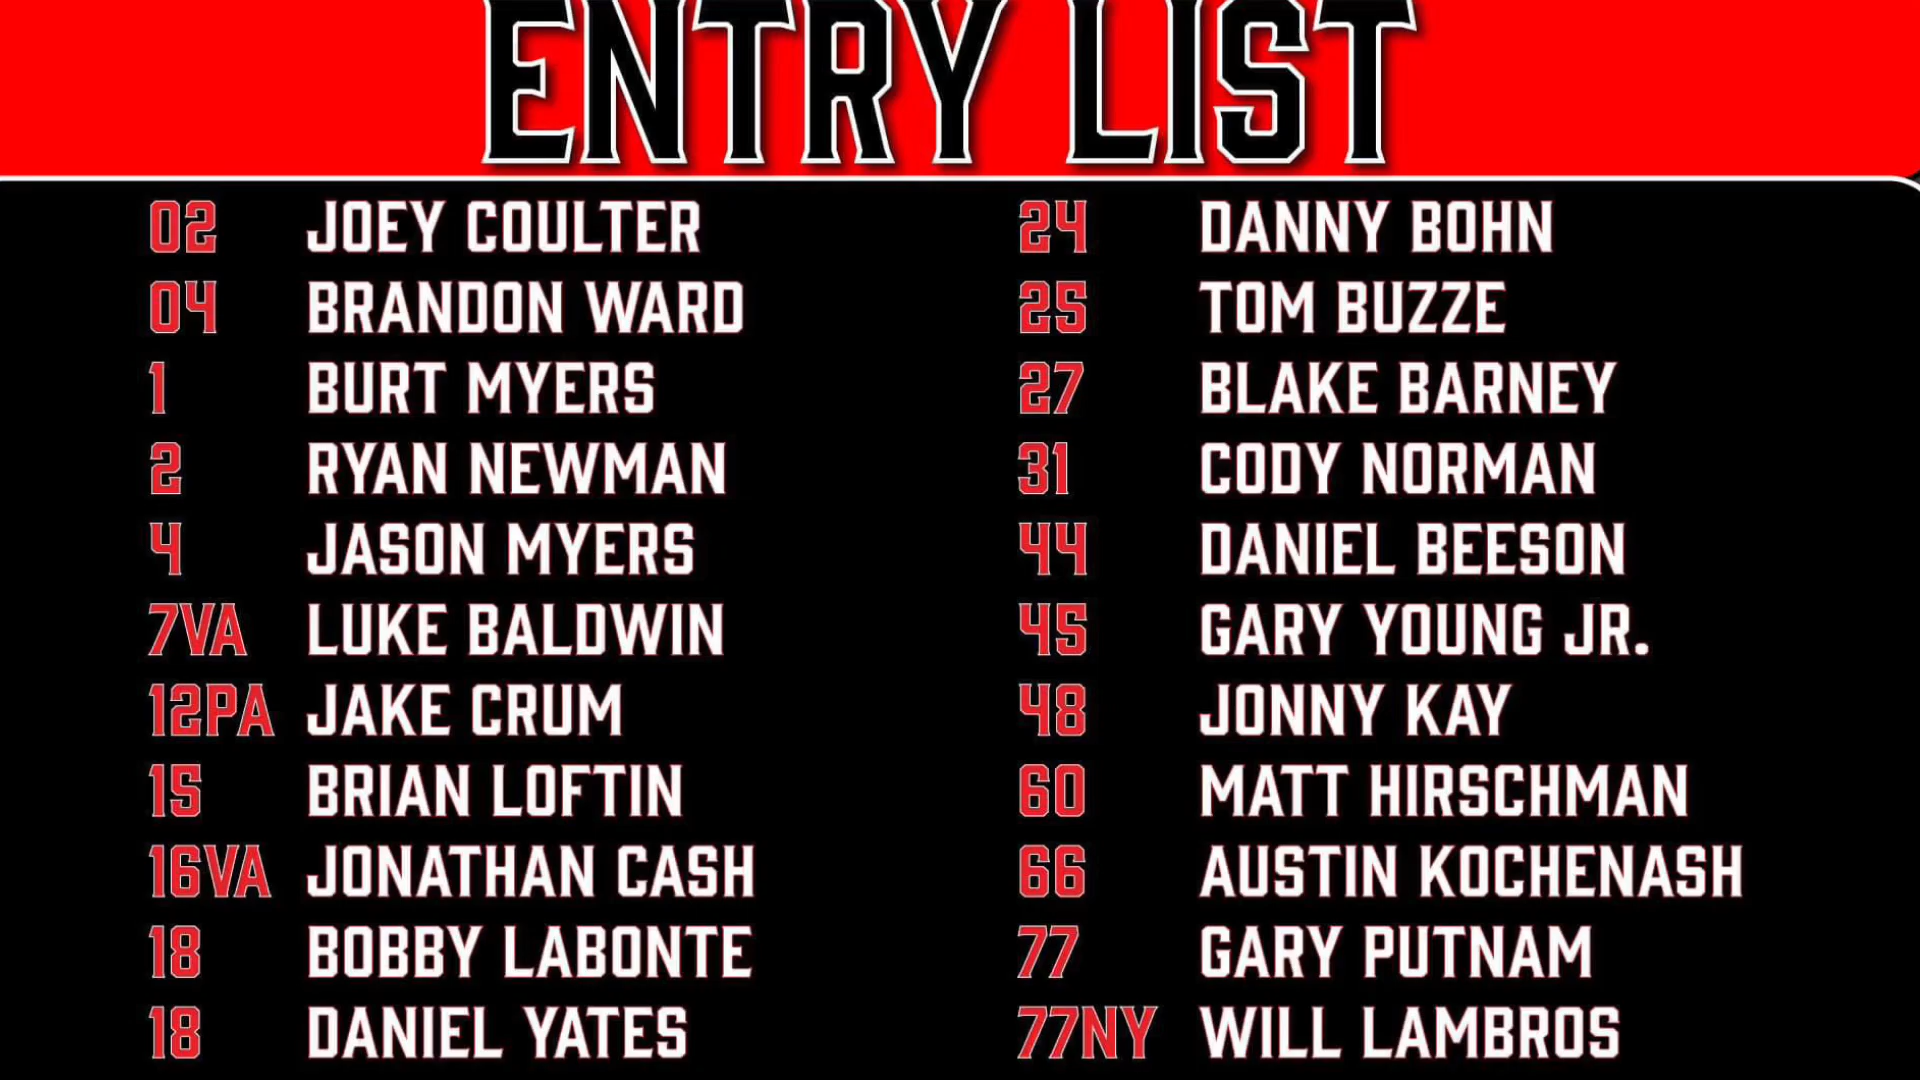 ENTRY LIST
02 JOEY COULTER
04 BRANDON WARD
1 BURT MYERS
2 RYAN NEWMAN
4 JASON MYERS
7VA LUKE BALDWIN
12PA JAKE CRUM
15 BRIAN LOFTIN
16VA JONATHAN CASH
18 BOBBY LABONTE
18 DANIEL YATES
24 DANNY BOHN
25 TOM BUZZE
27 BLAKE BARNEY
31 CODY NORMAN
44 DANIEL BEESON
45 GARY YOUNG JR.
48 JONNY KAY
60 MATT HIRSCHMAN
66 AUSTIN KOCHENASH
77 GARY PUTNAM
77NY WILL LAMBROS